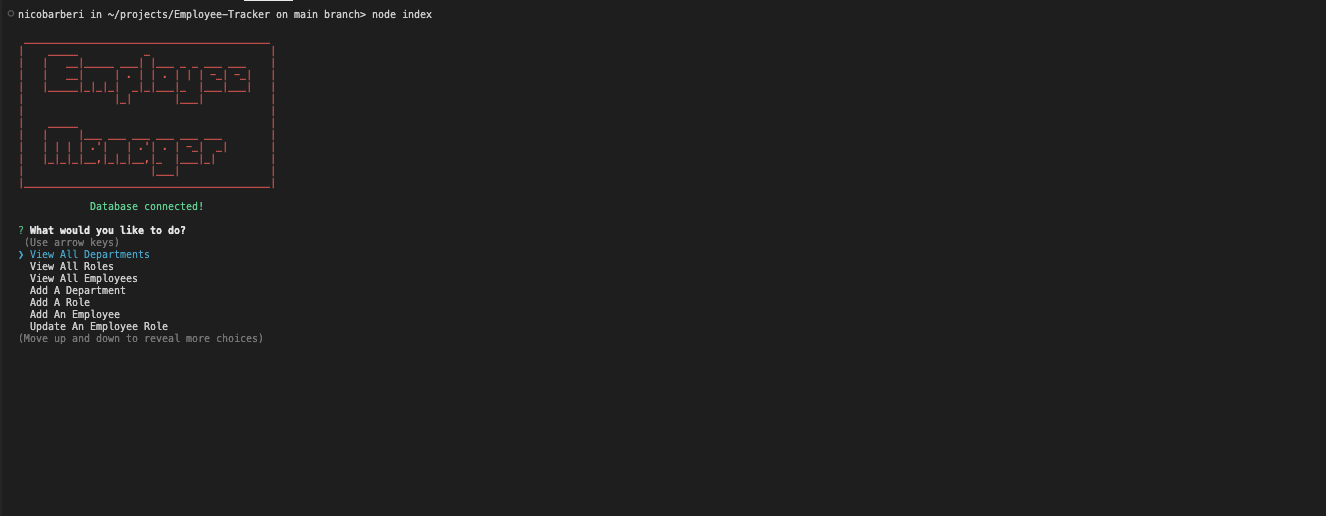 nicobarberi in ~/projects/Employee-Tracker on main branch> node index
Employee
Manager
Database connected!
? What would you like to do?
(Use arrow keys)
❯ View All Departments
View All Roles
View All Employees
Add A Department
Add A Role
Add An Employee
Update An Employee Role
(Move up and down to reveal more choices)